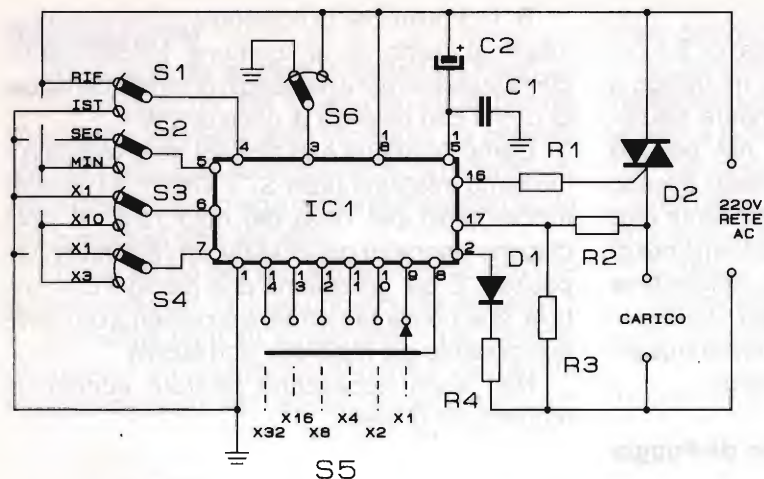 C2
+
C1
RIF
IST
S1
SEC
MIN
S2
S6
X1
X10
S3
X1
X3
S4
4
3
18
15
5
6
7
16
17
2
IC1
R1
D2
R2
220V
RETE
AC
D1
R3
R4
CARICO
1
14
13
12
11
10
9
8
X32
X16
X8
X4
X2
X1
S5